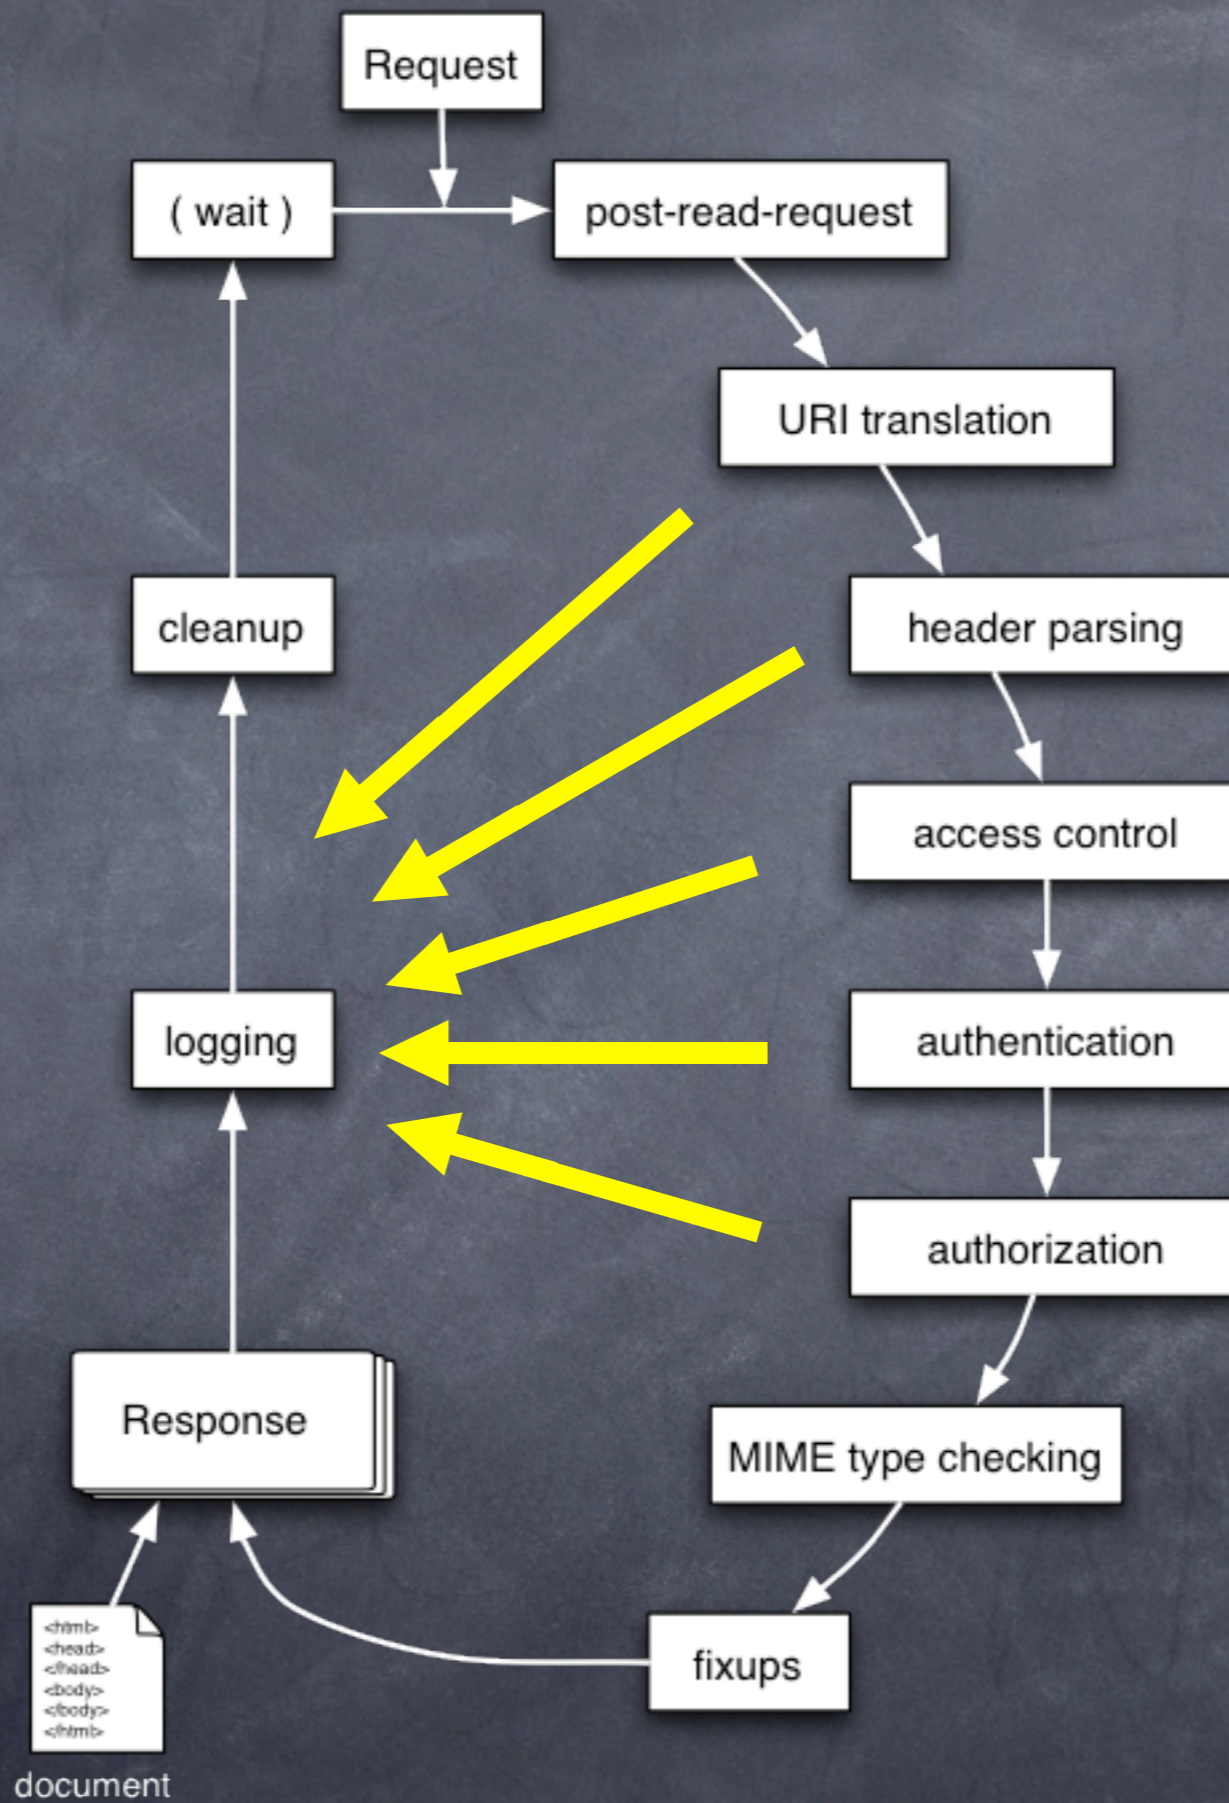 Request
( wait )
post-read-request
URI translation
cleanup
header parsing
access control
logging
authentication
authorization
Response
MIME type checking
fixups
<html>
<head>
</head>
<body>
</body>
</html>
document